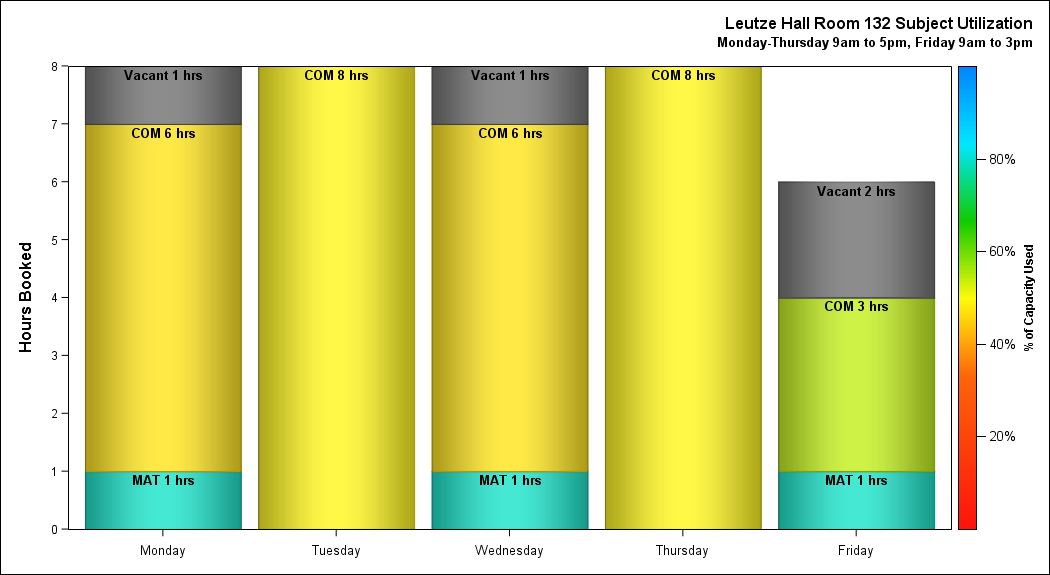 Leutze Hall Room 132 Subject Utilization
Monday-Thursday 9am to 5pm, Friday 9am to 3pm
Hours Booked
8
7
6
5
4
3
2
1
0
Vacant 1 hrs
COM 6 hrs
MAT 1 hrs
COM 8 hrs
Vacant 1 hrs
COM 6 hrs
MAT 1 hrs
COM 8 hrs
Vacant 2 hrs
COM 3 hrs
MAT 1 hrs
Monday
Tuesday
Wednesday
Thursday
Friday
80%
60%
40%
20%
% of Capacity Used